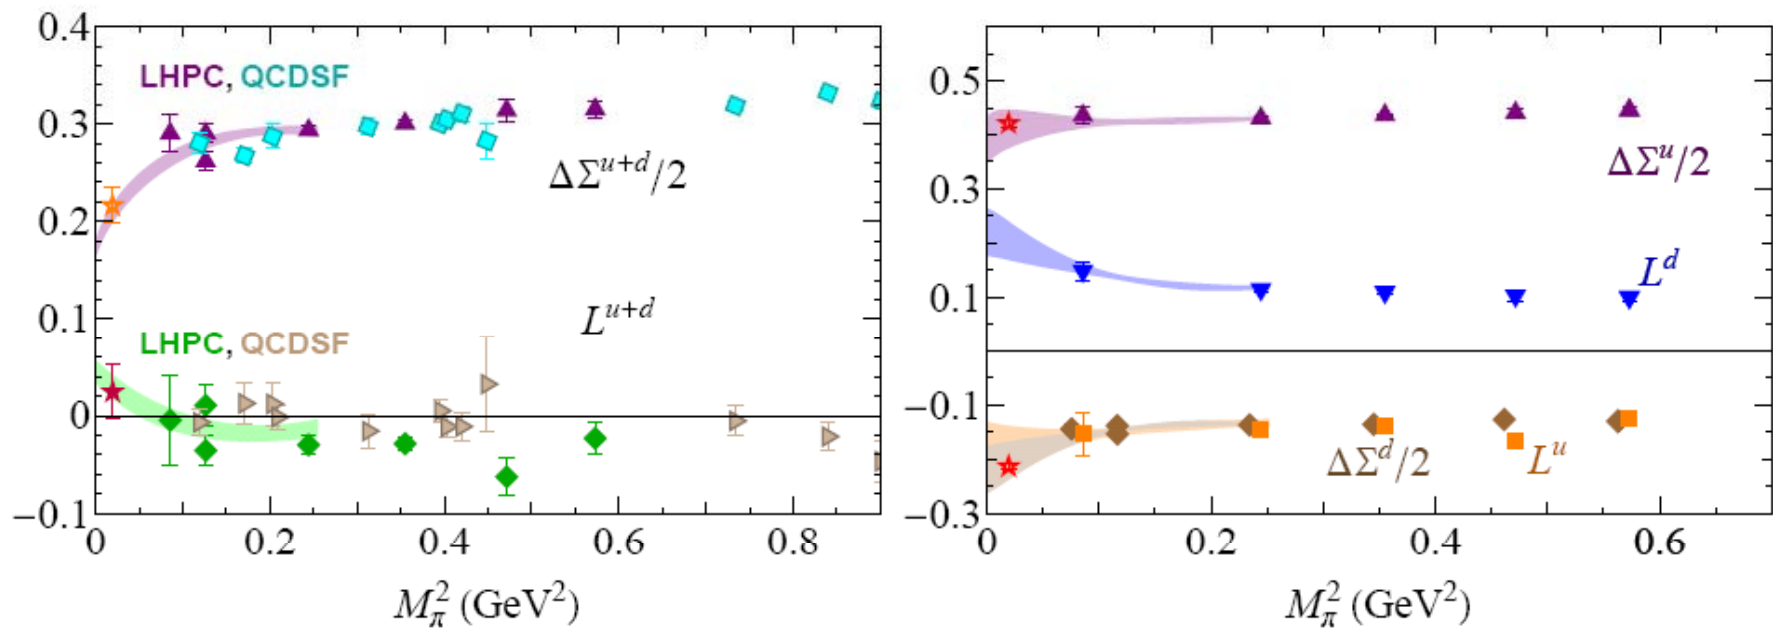 0.4
0.3
0.2
0.1
0
−0.1
LHPC, QCDSF
ΔΣ^{u+d}/2
L^{u+d}
LHPC, QCDSF
0 0.2 0.4 0.6 0.8
M_π^2 (GeV^2)
0.5
0.3
0.1
−0.1
−0.3
ΔΣ^u/2
L^d
ΔΣ^d/2
L^u
0 0.2 0.4 0.6
M_π^2 (GeV^2)